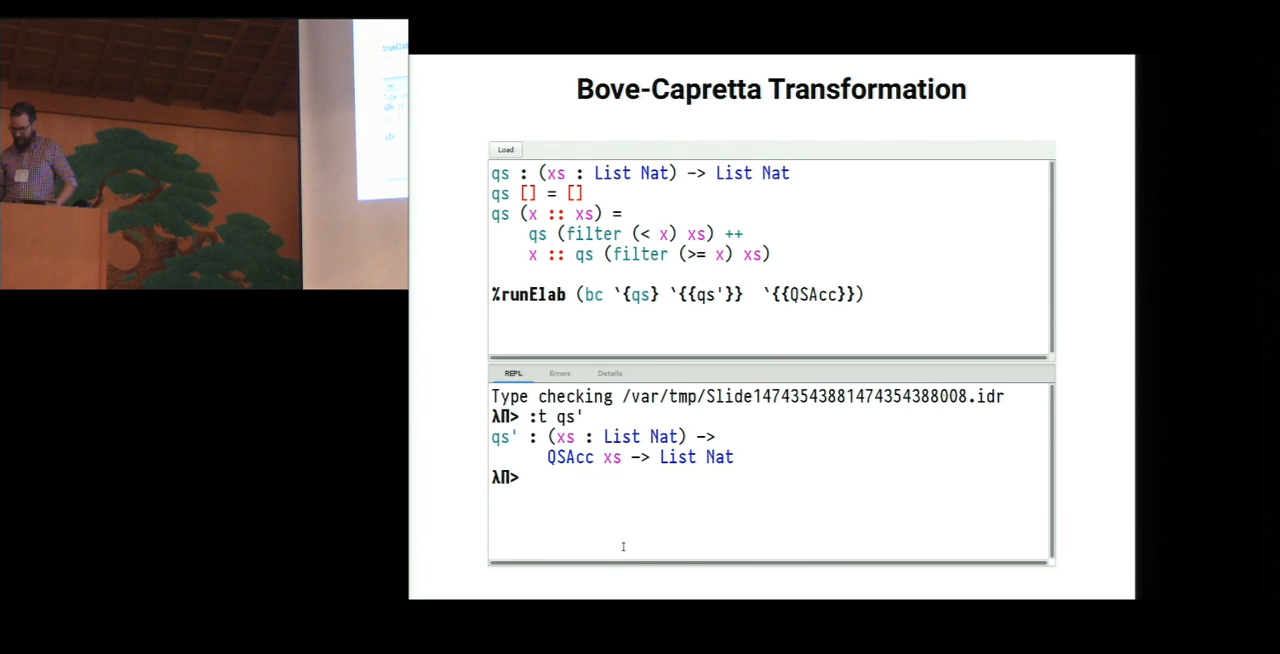 Bove-Capretta Transformation
Load
qs : (xs : List Nat) -> List Nat
qs [] = []
qs (x :: xs) =
qs (filter (< x) xs) ++
x :: qs (filter (>= x) xs)
%runElab (bc `{qs} `{{qs'}} `{{QSAcc}})
REPL Errors Details
Type checking /var/tmp/Slide14743543881474354388008.idr
λΠ> :t qs'
qs' : (xs : List Nat) ->
QSAcc xs -> List Nat
λΠ>